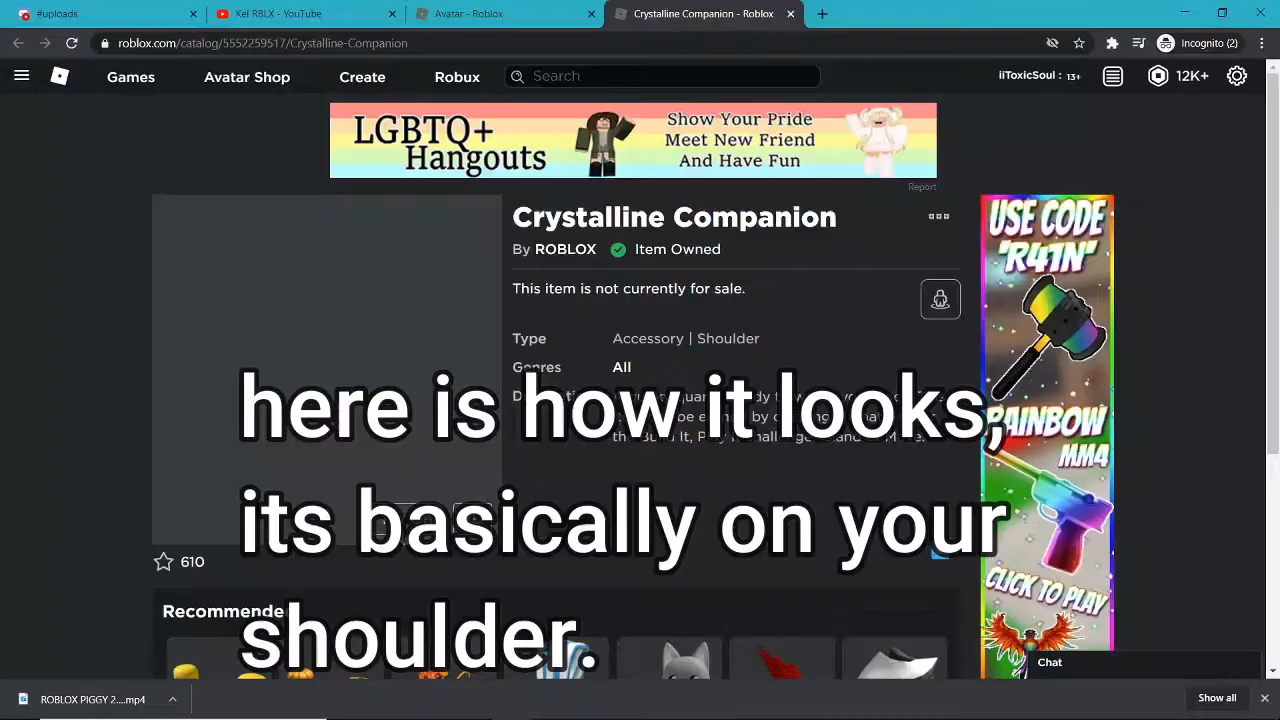 #uploads
Kel RBLX - YouTube
Avatar - Roblox
Crystalline Companion - Roblox
roblox.com/catalog/5552259517/Crystalline-Companion
Incognito (2)
Games
Avatar Shop
Create
Robux
Search
iiToxicSoul : 13+
12K+
LGBTQ+
Hangouts
Show Your Pride
Meet New Friend
And Have Fun
Report
Crystalline Companion
By ROBLOX Item Owned
This item is not currently for sale.
Type Accessory | Shoulder
Genres All
here is how it looks,
its basically on your
shoulder.
610
Recommende
USE CODE
'R41N'
RAINBOW
MM4
CLICK TO PLAY
Chat
ROBLOX PIGGY 2....mp4
Show all